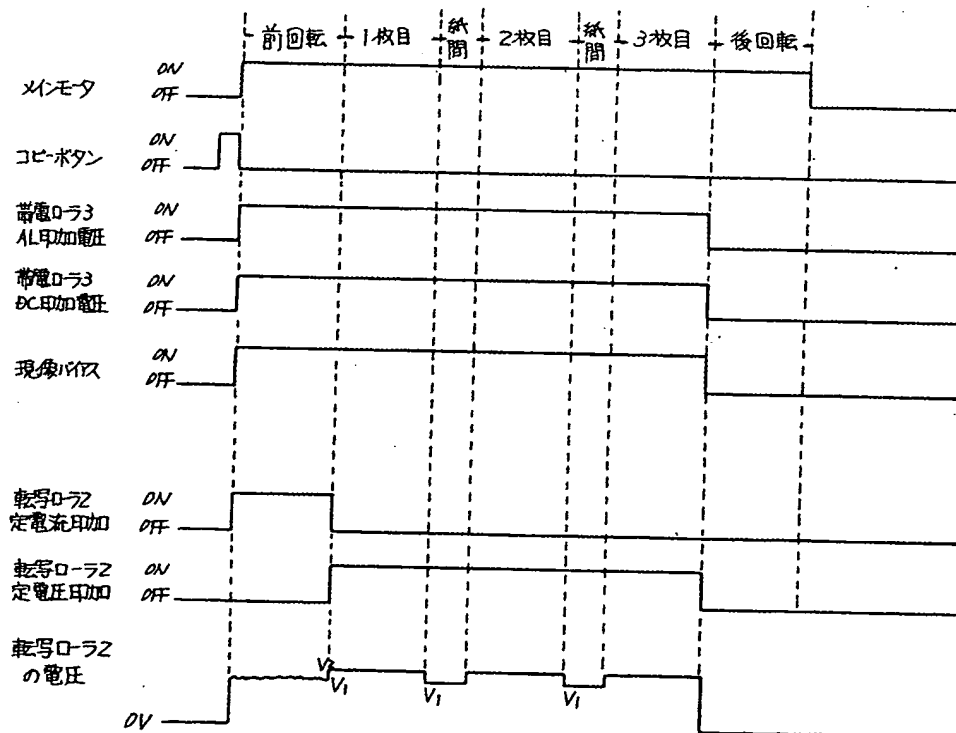 前回転 1枚目 紙間 2枚目 紙間 3枚目 後回転
メインモータ ON
OFF
コピーボタン ON
OFF
帯電ローラ3 ON
AC印加電圧 OFF
帯電ローラ3 ON
DC印加電圧 OFF
現像バイアス ON
OFF
転写ローラ2 ON
定電流印加 OFF
転写ローラ2 ON
定電圧印加 OFF
転写ローラ2
の電圧
V2
V1 V1 V1
0V